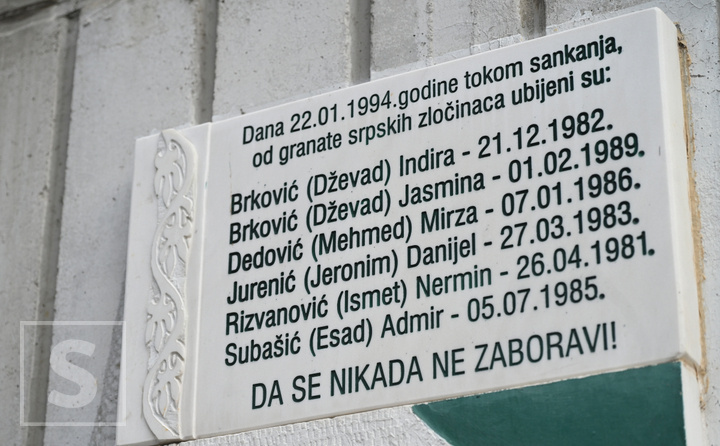 Dana 22.01.1994.godine tokom sankanja,
od granate srpskih zločinaca ubijeni su:
Brković (Dževad) Indira - 21.12.1982.
Brković (Dževad) Jasmina - 01.02.1989.
Dedović (Mehmed) Mirza - 07.01.1986.
Jurenić (Jeronim) Danijel - 27.03.1983.
Rizvanović (Ismet) Nermin - 26.04.1981.
Subašić (Esad) Admir - 05.07.1985.
DA SE NIKADA NE ZABORAVI!
S